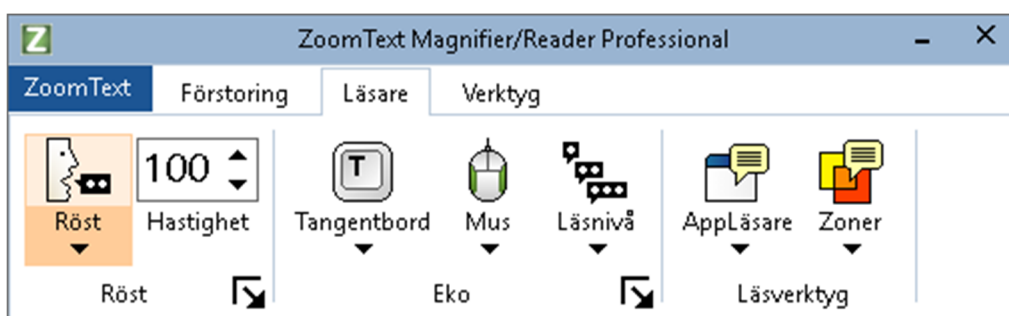 Z
ZoomText Magnifier/Reader Professional
ZoomText Förstoring Läsare Verktyg
100
T
Röst Hastighet Tangentbord Mus Läsnivå AppLäsare Zoner
Röst Eko Läsverktyg